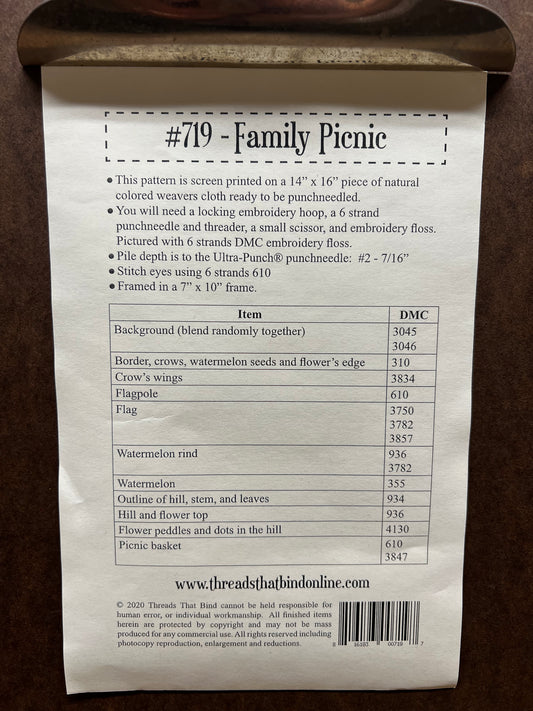 #719 - Family Picnic
• This pattern is screen printed on a 14” x 16” piece of natural
colored weavers cloth ready to be punchneedled.
• You will need a locking embroidery hoop, a 6 strand
punchneedle and threader, a small scissor, and embroidery floss.
Pictured with 6 strands DMC embroidery floss.
• Pile depth is to the Ultra-Punch® punchneedle: #2 - 7/16”
• Stitch eyes using 6 strands 610
• Framed in a 7” x 10” frame.
Item DMC
Background (blend randomly together) 3045
3046
Border, crows, watermelon seeds and flower’s edge 310
Crow’s wings 3834
Flagpole 610
Flag 3750
3782
3857
Watermelon rind 936
3782
Watermelon 355
Outline of hill, stem, and leaves 934
Hill and flower top 936
Flower peddles and dots in the hill 4130
Picnic basket 610
3847
www.threadsthatbindonline.com
© 2020 Threads That Bind cannot be held responsible for
human error, or individual workmanship. All finished items
herein are protected by copyright and may not be mass
produced for any commercial use. All rights reserved including
photocopy reproduction, enlargement and reductions.
00719 7